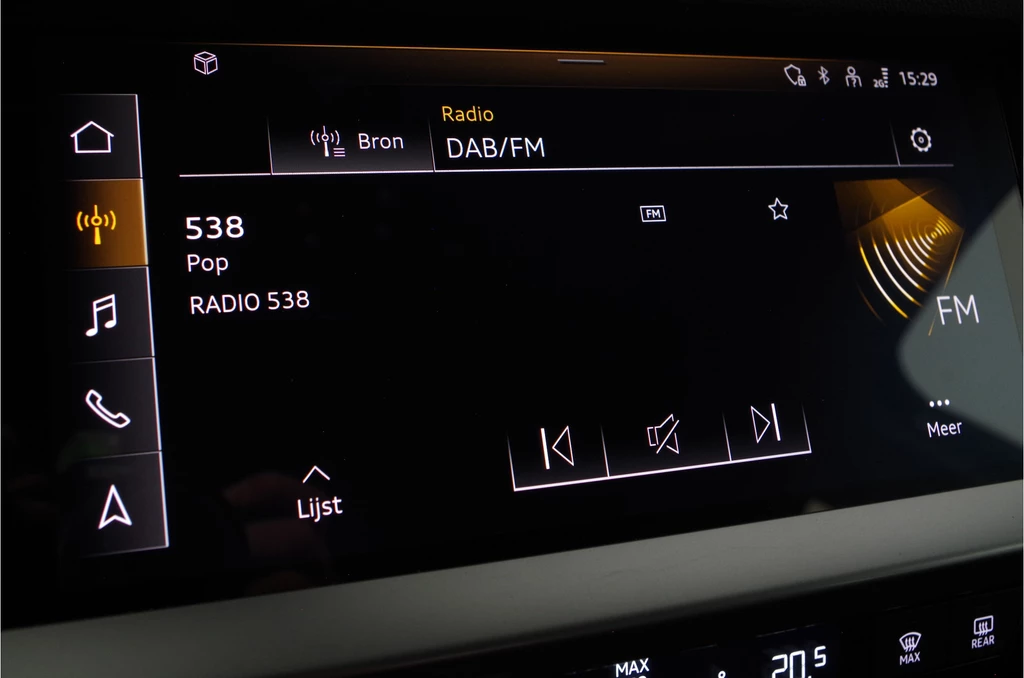 2G
15:29
Bron
Radio
DAB/FM
538
FM
Pop
RADIO 538
FM
Meer
Lijst
MAX
20.5
MAX
REAR